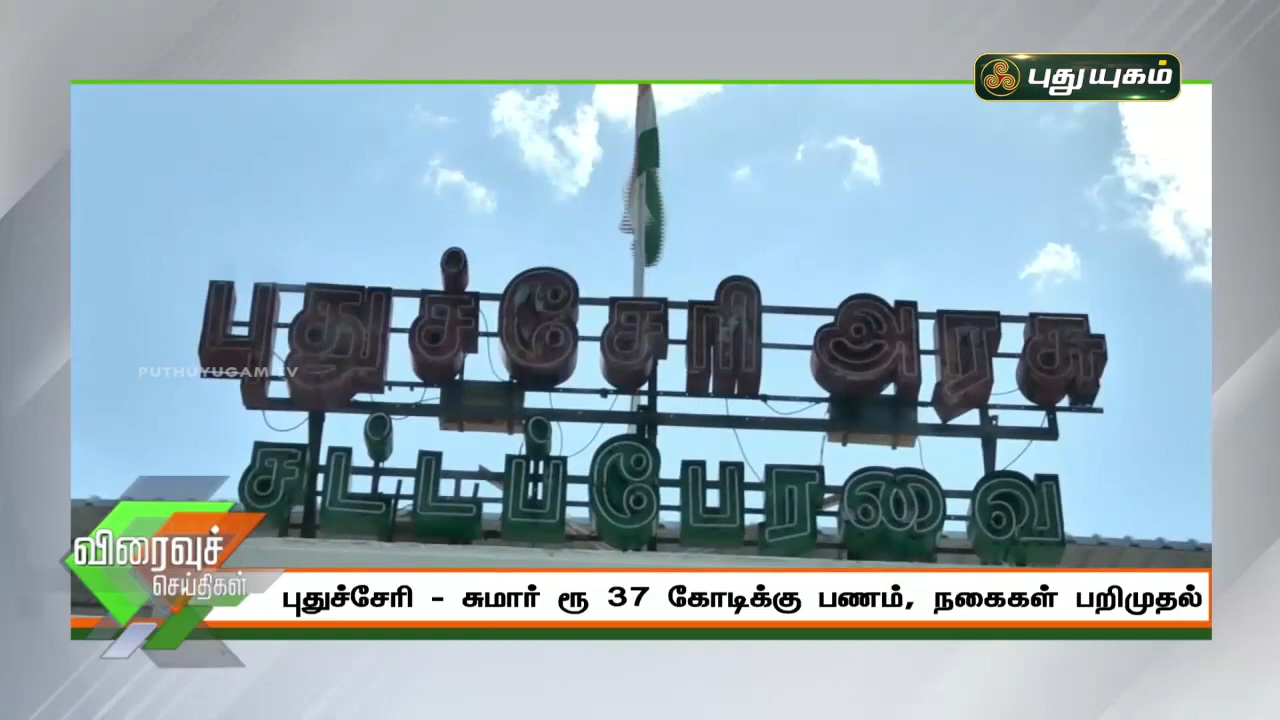 புதுயுகம்
புதுச்சேரி அரசு
PUTHUYUGAM TV
சட்டப்பேரவை
விரைவுச்
செய்திகள்
புதுச்சேரி - சுமார் ரூ 37 கோடிக்கு பணம், நகைகள் பறிமுதல்